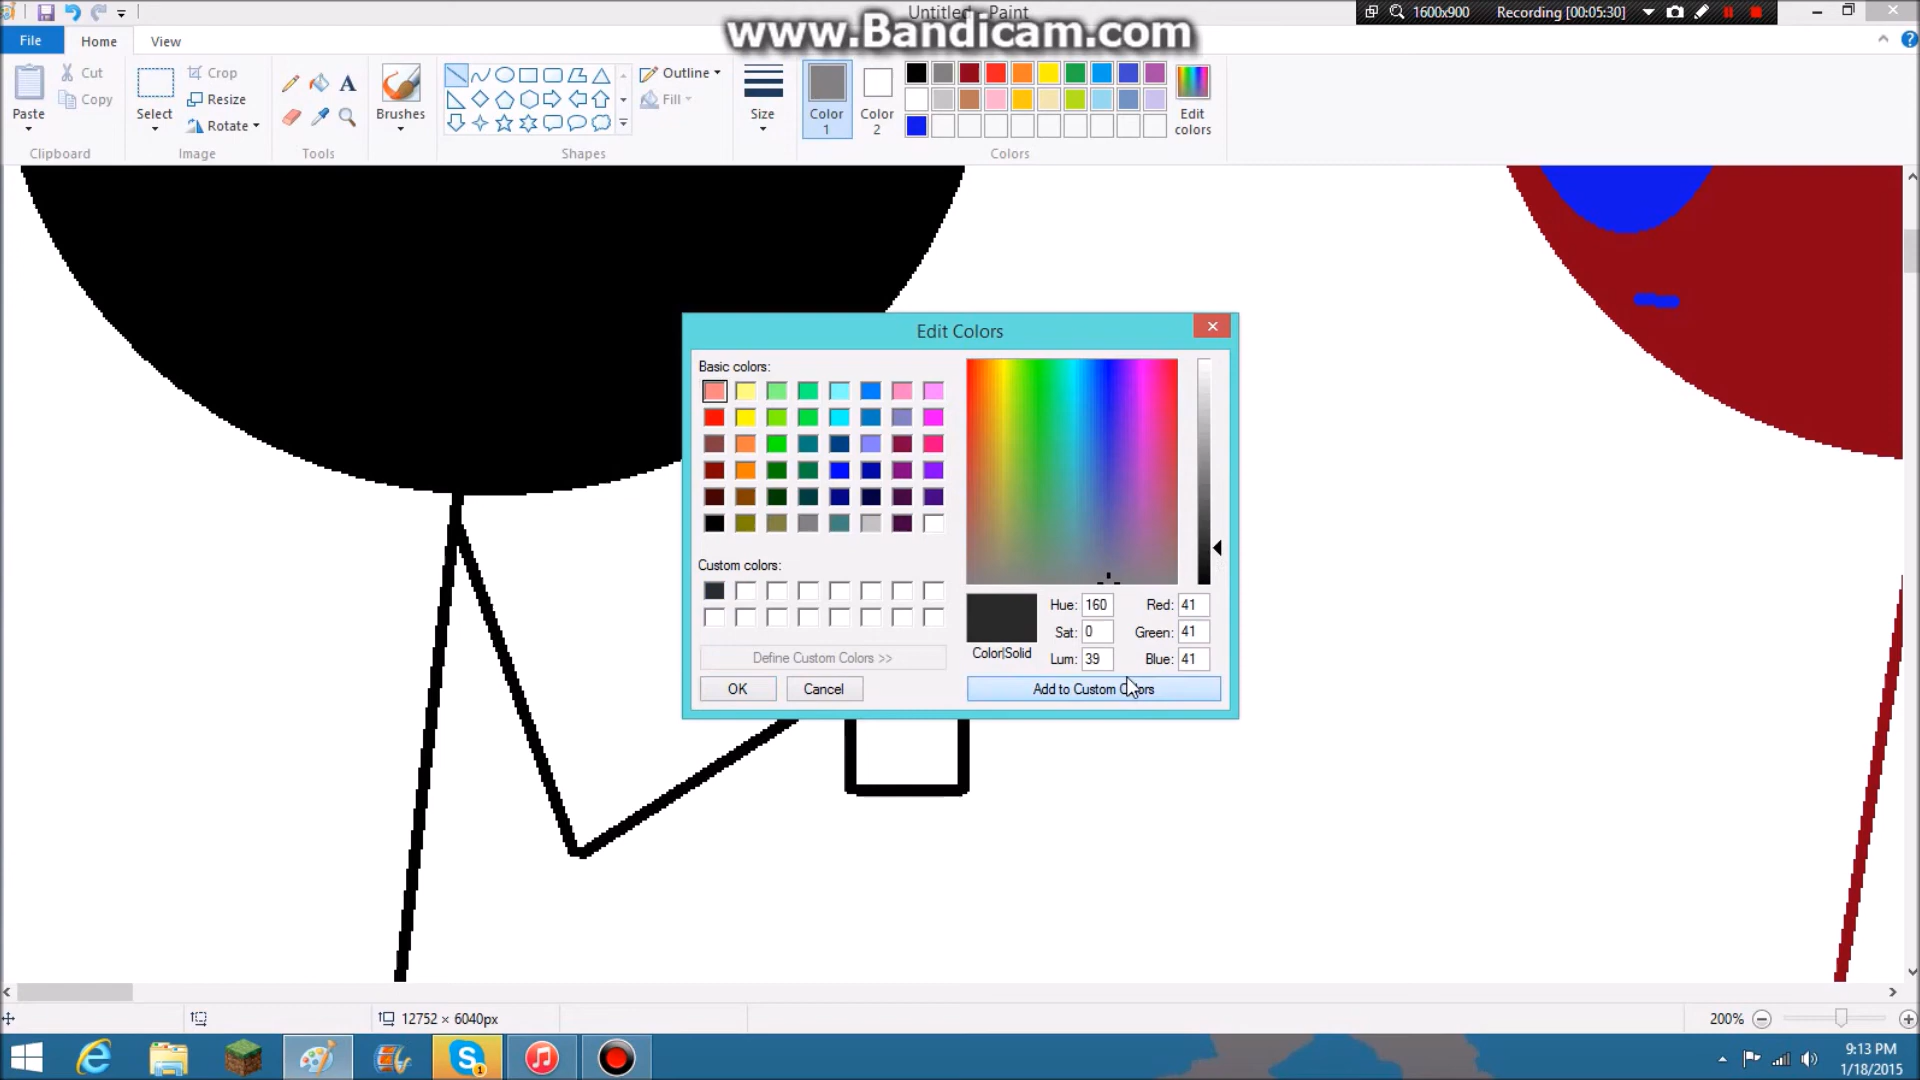 Untitled - Paint
www.Bandicam.com
1600x900 Recording [00:05:30]
File Home View
Paste Cut Copy Clipboard
Select Crop Resize Rotate Image
A Tools
Brushes
Shapes
Outline Fill
Size
Color 1
Color 2
Edit colors
Colors
Edit Colors
Basic colors:
Custom colors:
Define Custom Colors >>
OK Cancel
Color|Solid
Hue: 160 Red: 41
Sat: 0 Green: 41
Lum: 39 Blue: 41
Add to Custom Colors
12752 × 6040px
200%
9:13 PM
1/18/2015